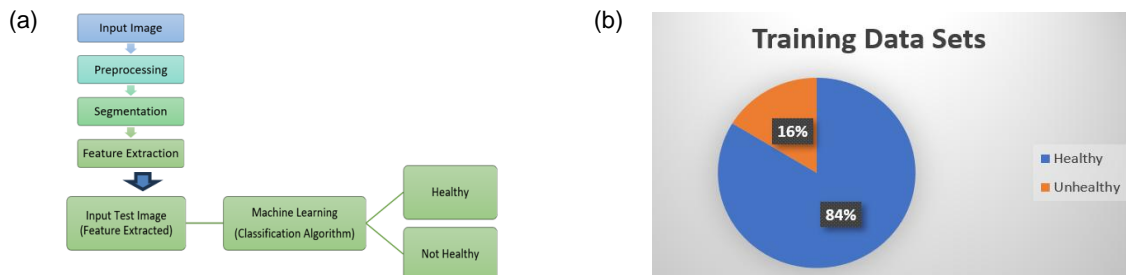 (a)
Input Image
Preprocessing
Segmentation
Feature Extraction
Input Test Image
(Feature Extracted)
Machine Learning
(Classification Algorithm)
Healthy
Not Healthy
(b)
Training Data Sets
16%
84%
Healthy
Unhealthy